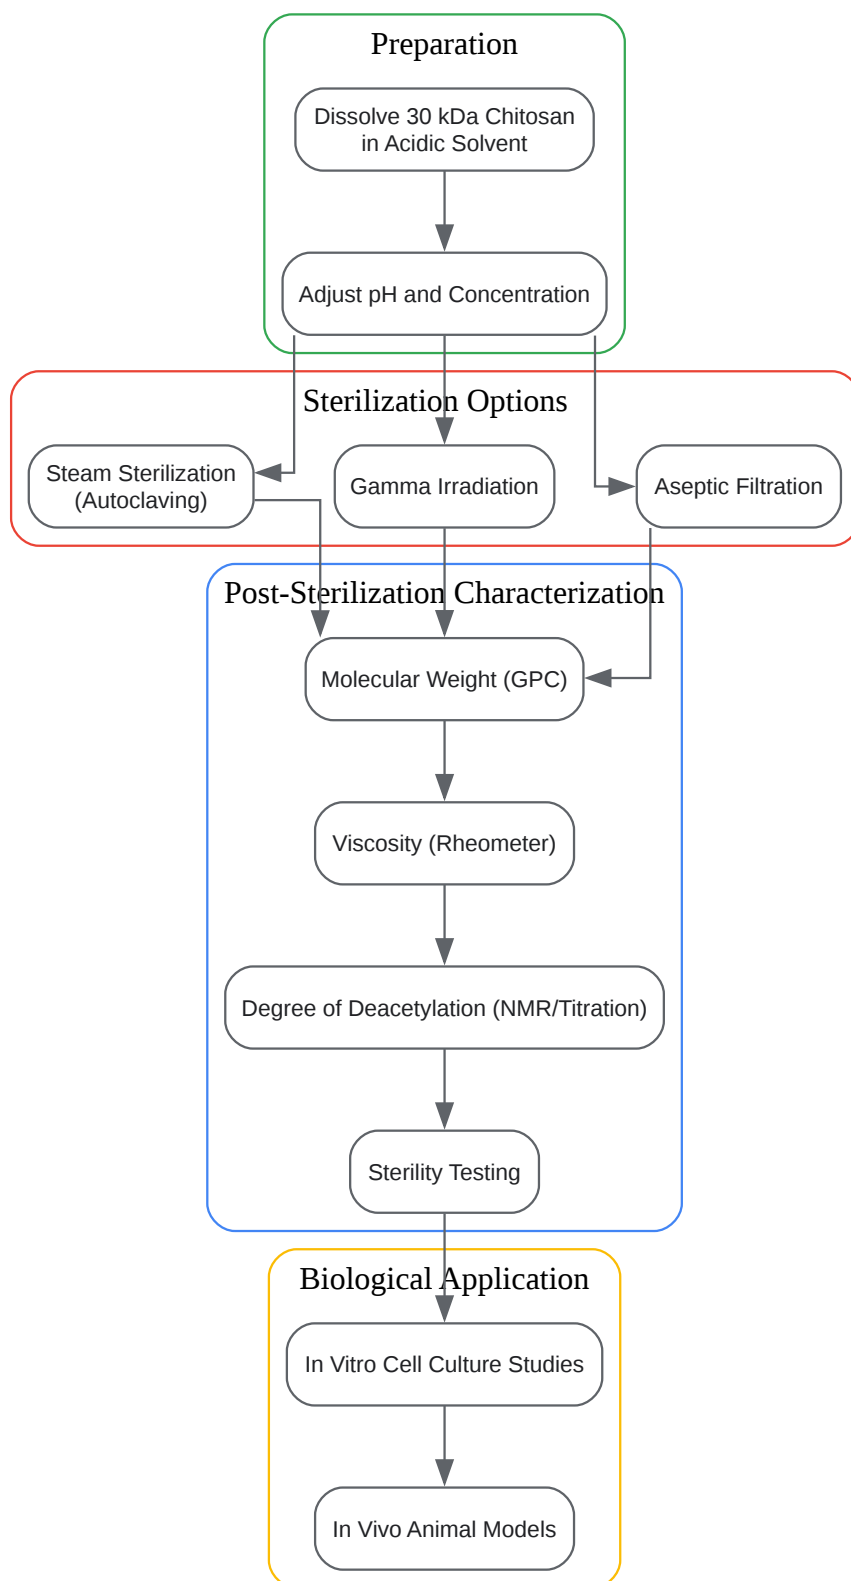 Preparation
Dissolve 30 kDa Chitosan
in Acidic Solvent
Adjust pH and Concentration
Sterilization Options
Steam Sterilization
(Autoclaving)
Gamma Irradiation
Aseptic Filtration
Post-Sterilization Characterization
Molecular Weight (GPC)
Viscosity (Rheometer)
Degree of Deacetylation (NMR/Titration)
Sterility Testing
Biological Application
In Vitro Cell Culture Studies
In Vivo Animal Models